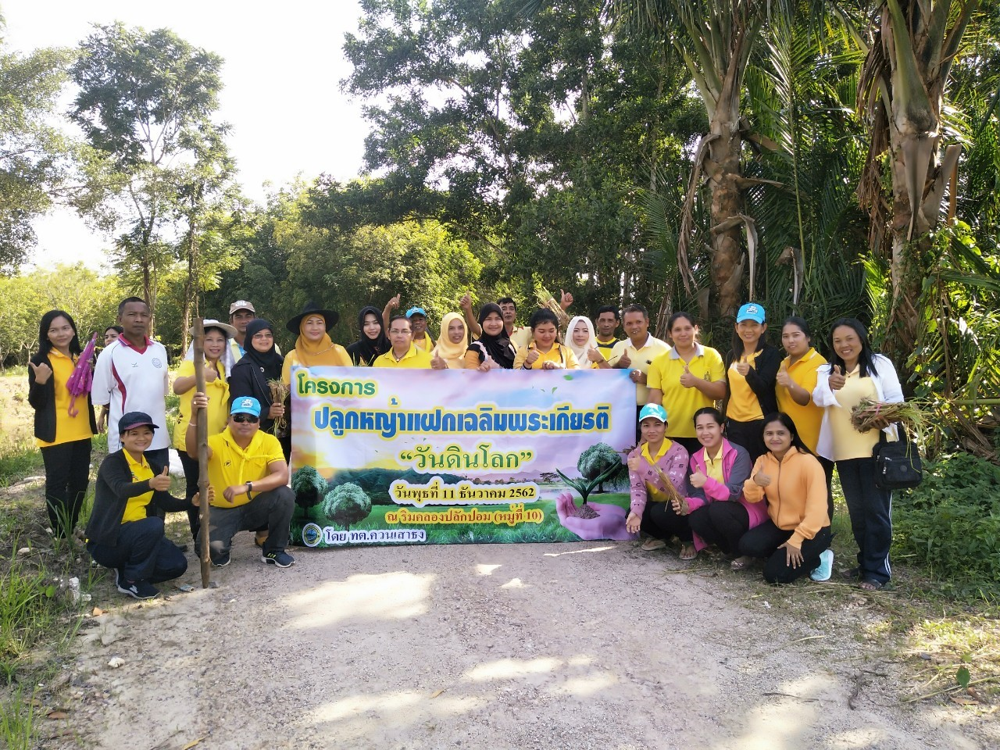 โครงการ
ปลูกหญ้าแฝกเฉลิมพระเกียรติ
“วันดินโลก”
วันพุธที่ 11 ธันวาคม 2562
ณ ริมคลองปลักปอม (หมู่ที่ 10)
โดย ทต.ควนเสาธง